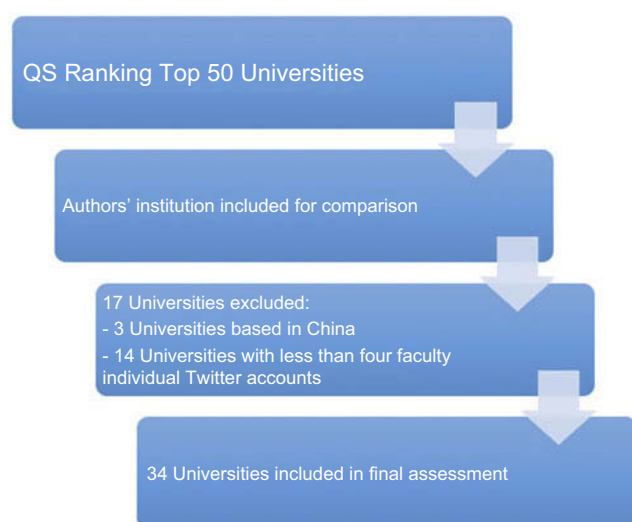 QS Ranking Top 50 Universities
Authors’ institution included for comparison
17 Universities excluded:
- 3 Universities based in China
- 14 Universities with less than four faculty
individual Twitter accounts
34 Universities included in final assessment